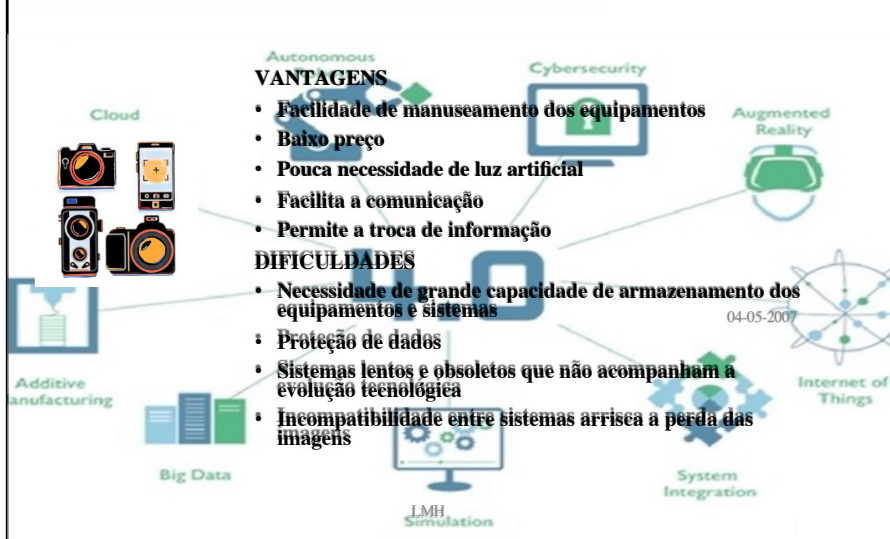 Autonomous
VANTAGENS
Cybersecurity
Cloud
• Facilidade de manuseamento dos equipamentos
Augmented
Reality
• Baixo preço
• Pouca necessidade de luz artificial
• Facilita a comunicação
• Permite a troca de informação
DIFICULDADES
• Necessidade de grande capacidade de armazenamento dos
equipamentos e sistemas
04-05-2007
• Proteção de dados
• Sistemas lentos e obsoletos que não acompanham a
evolução tecnológica
Additive
anufacturing
Internet of
Things
• Incompatibilidade entre sistemas arrisca a perda das
imagens
Big Data
System
Integration
LMH
Simulation